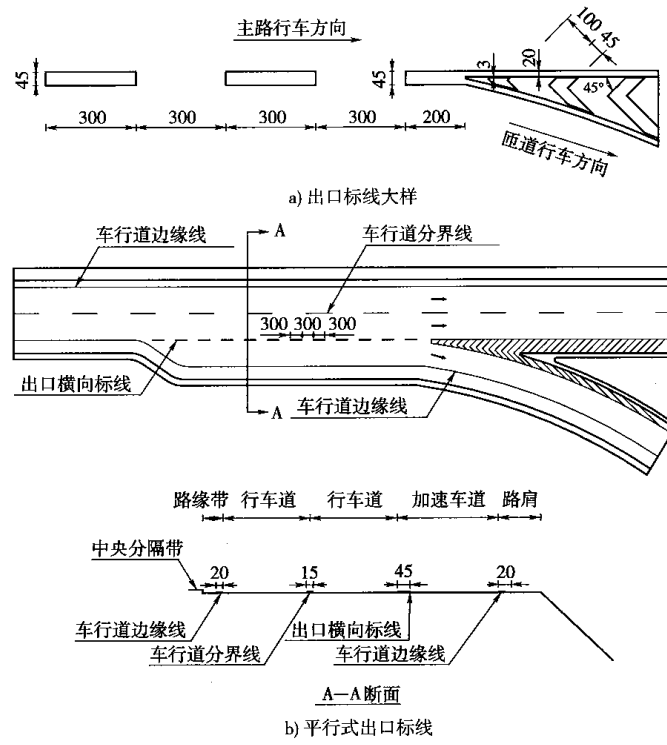 主路行车方向
100 45
45
45
3
20
45°
300 300 300 300 200
匝道行车方向
a) 出口标线大样
车行道边缘线
A
车行道分界线
300 300 300
出口横向标线
A
车行道边缘线
路缘带 行车道 行车道 加速车道 路肩
中央分隔带
20 15 45 20
车行道边缘线 出口横向标线
车行道分界线 车行道边缘线
A—A断面
b) 平行式出口标线